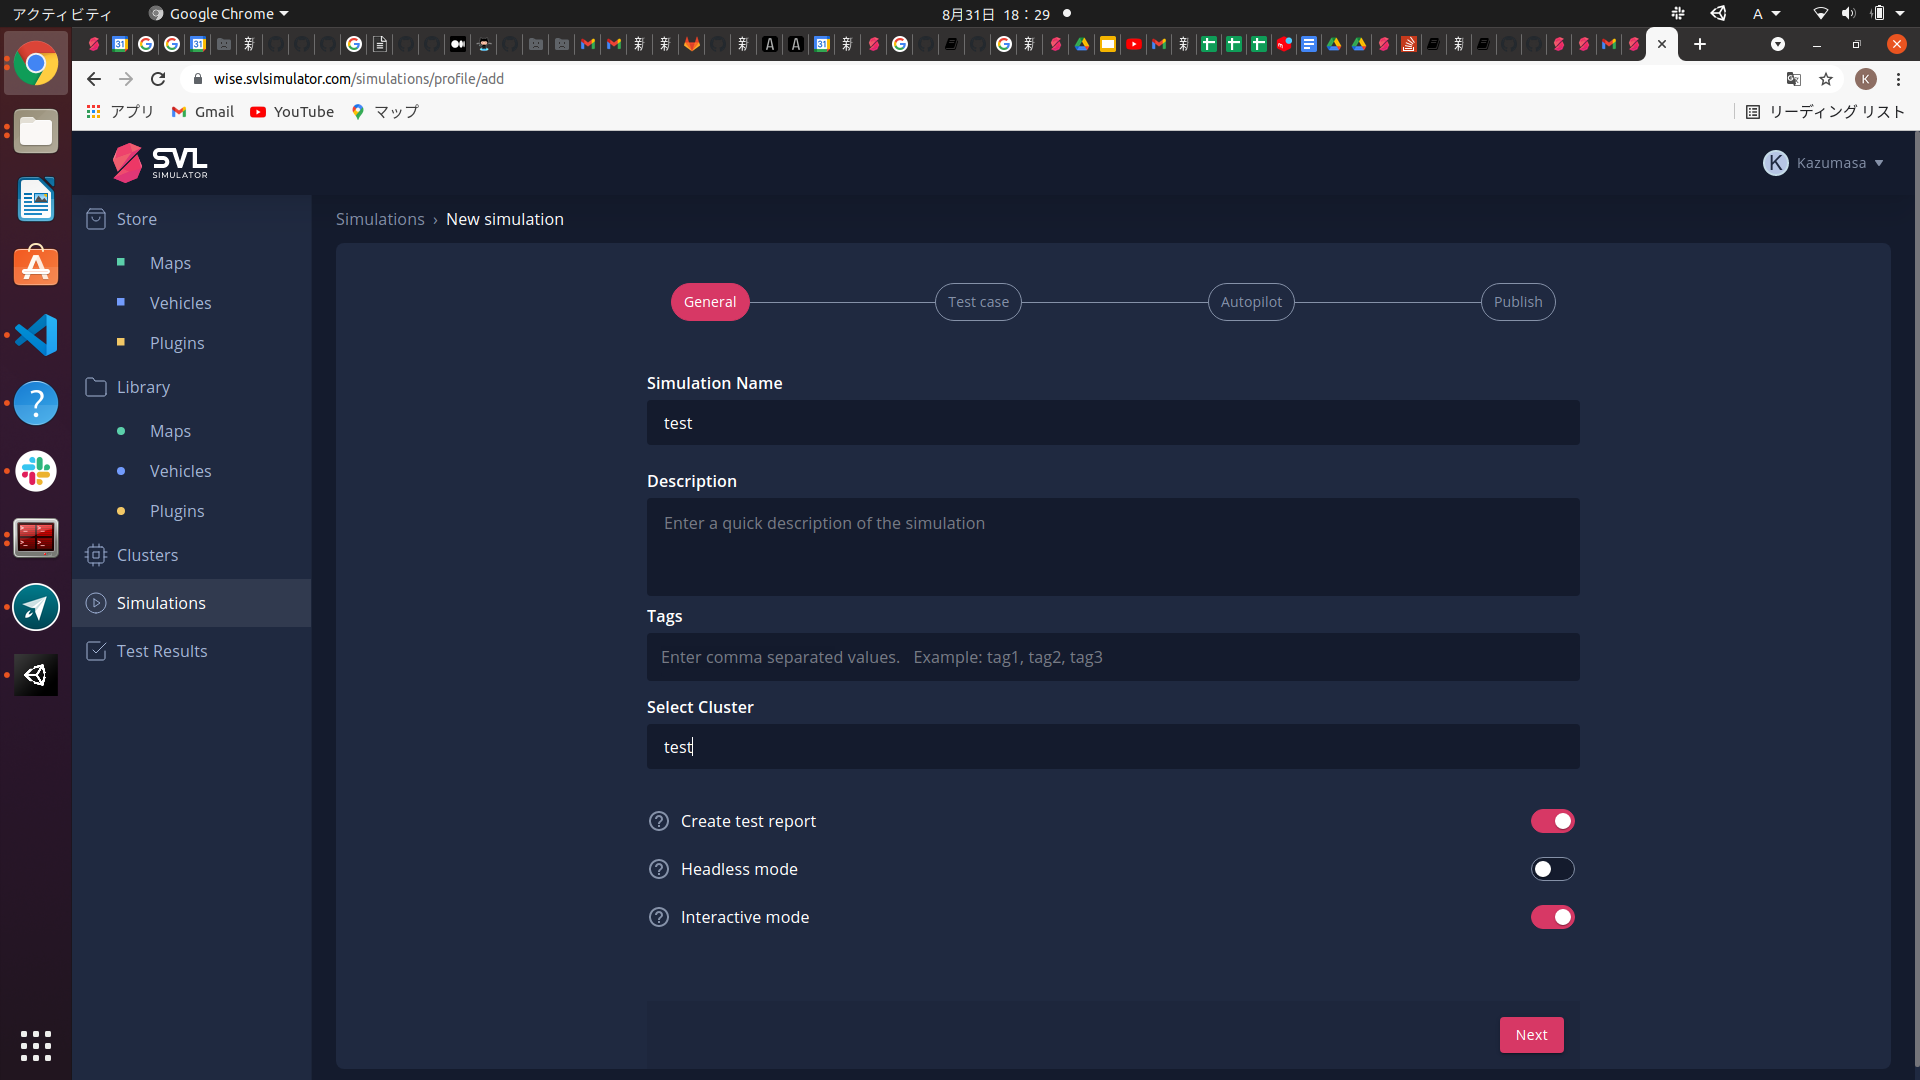 アクティビティ
Google Chrome
8月31日 18：29
A
wise.svlsimulator.com/simulations/profile/add
K
アプリ
Gmail
YouTube
マップ
リーディング リスト
SVL
SIMULATOR
K
Kazumasa
Store
Maps
Vehicles
Plugins
Library
Maps
Vehicles
Plugins
Clusters
Simulations
Test Results
Simulations › New simulation
General
Test case
Autopilot
Publish
Simulation Name
test
Description
Enter a quick description of the simulation
Tags
Enter comma separated values. Example: tag1, tag2, tag3
Select Cluster
test
Create test report
Headless mode
Interactive mode
Next